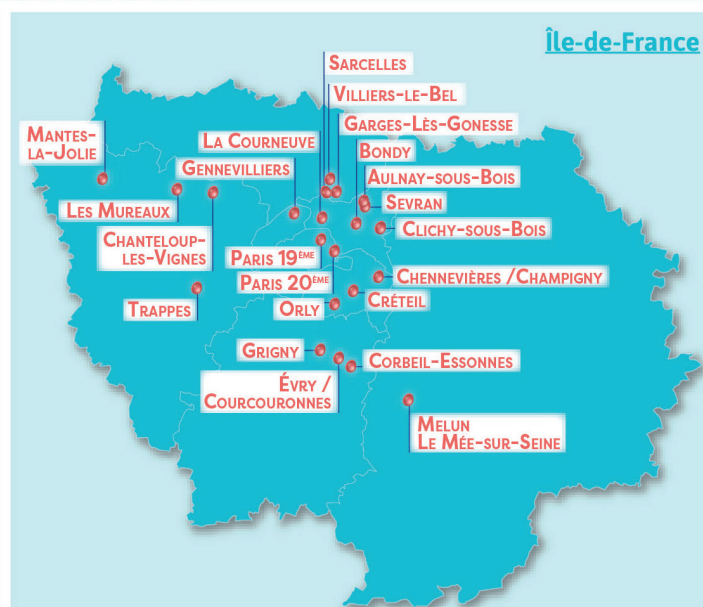 Île-de-France
Sarcelles
Villiers-le-Bel
Garges-Lès-Gonesse
Bondy
Aulnay-sous-Bois
Sevran
Clichy-sous-Bois
Mantes-
la-Jolie
La Courneuve
Gennevilliers
Les Mureaux
Chanteloup-
les-Vignes
Paris 19ème
Paris 20ème
Chennevières /Champigny
Trappes
Orly
Créteil
Grigny
Corbeil-Essonnes
Évry /
Courcouronnes
Melun
Le Mée-sur-Seine